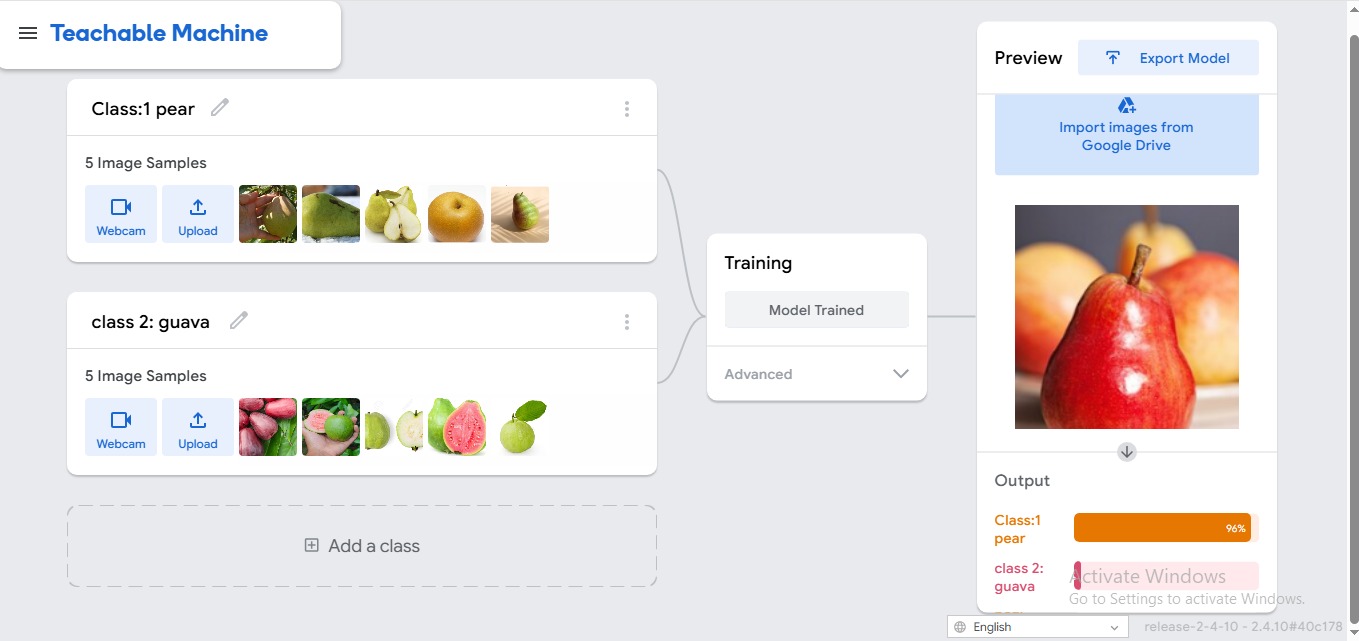 Teachable Machine
Class:1 pear
5 Image Samples
Webcam
Upload
class 2: guava
5 Image Samples
Webcam
Upload
Add a class
Training
Model Trained
Advanced
Preview
Export Model
Import images from
Google Drive
Output
Class:1
pear
96%
class 2:
guava
Activate Windows
Go to Settings to activate Windows.
English
release-2-4-10 - 2.4.10#40c178